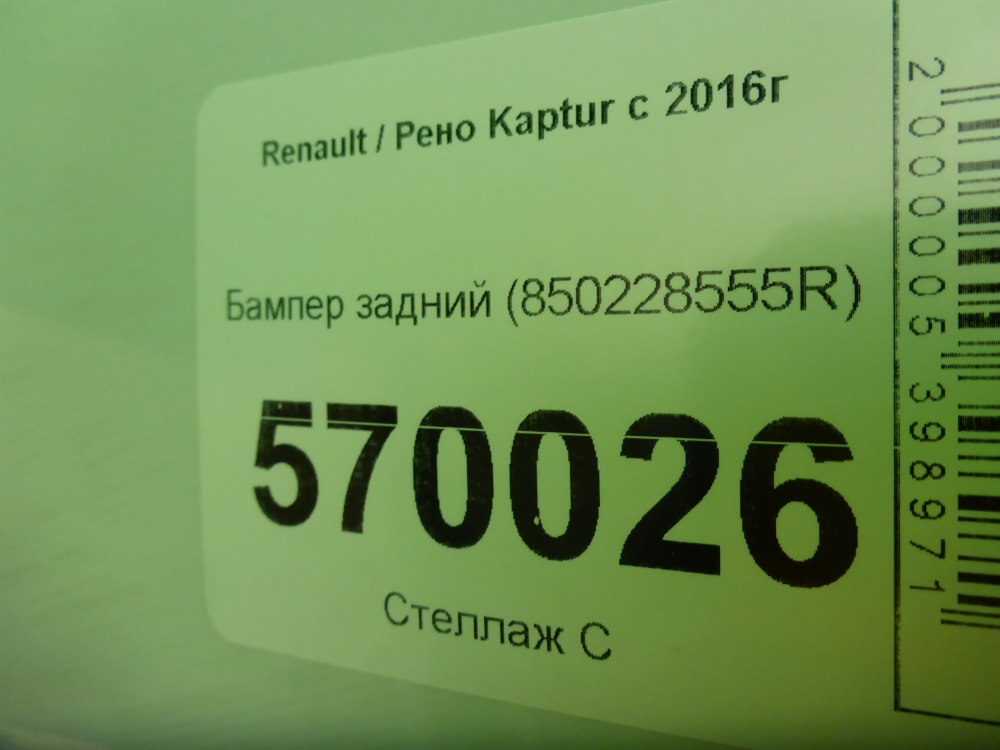 Renault / Рено Kaptur с 2016г
Бампер задний (850228555R)
570026
Стеллаж С
2000005398971